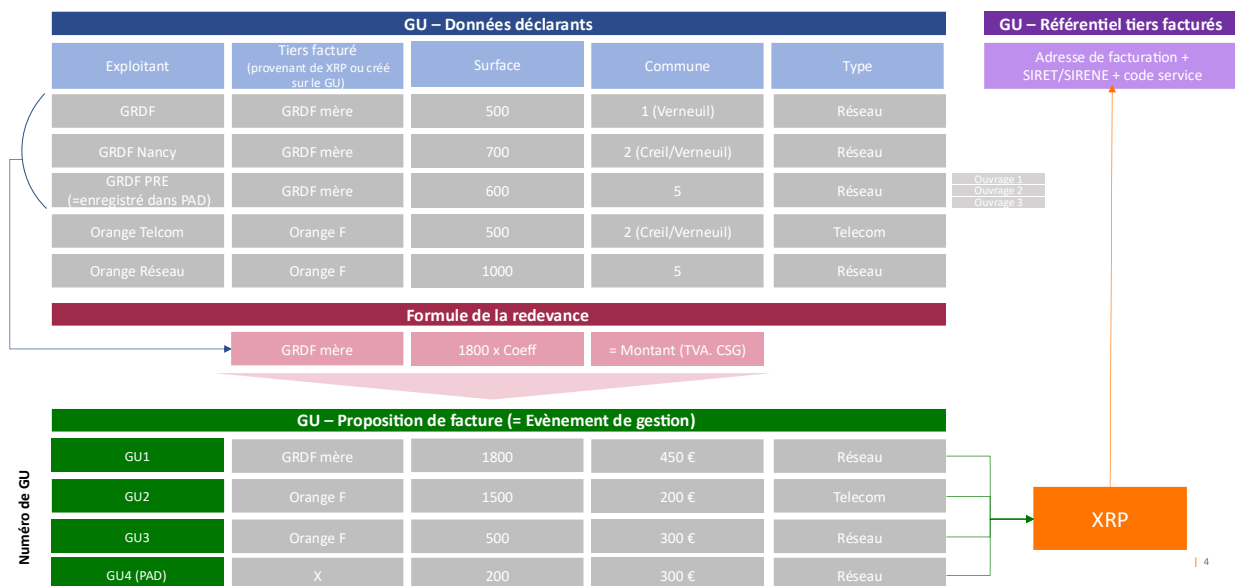 GU – Données déclarants
GU – Référentiel tiers facturés
Exploitant
Tiers facturé
(provenant de XRP ou créé
sur le GU)
Surface
Commune
Type
Adresse de facturation +
SIRET/SIRENE + code service
GRDF
GRDF mère
500
1 (Verneuil)
Réseau
GRDF Nancy
GRDF mère
700
2 (Creil/Verneuil)
Réseau
GRDF PRE
(=enregistré dans PAD)
GRDF mère
600
5
Réseau
Ouvrage 1
Ouvrage 2
Ouvrage 3
Orange Telcom
Orange F
500
2 (Creil/Verneuil)
Telecom
Orange Réseau
Orange F
1000
5
Réseau
Formule de la redevance
GRDF mère
1800 x Coeff
= Montant (TVA. CSG)
GU – Proposition de facture (= Evènement de gestion)
Numéro de GU
GU1
GRDF mère
1800
450 €
Réseau
GU2
Orange F
1500
200 €
Telecom
GU3
Orange F
500
300 €
Réseau
GU4 (PAD)
X
200
300 €
Réseau
XRP
| 4